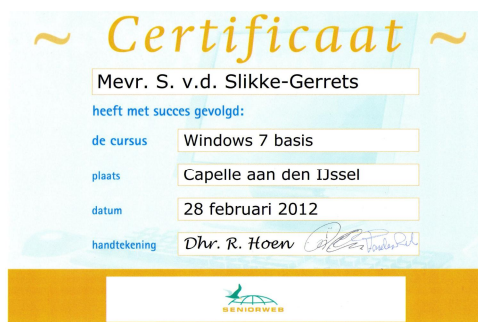 ~ Certificaat ~
Mevr. S. v.d. Slikke-Gerrets
heeft met succes gevolgd:
de cursus Windows 7 basis
plaats Capelle aan den IJssel
datum 28 februari 2012
handtekening Dhr. R. Hoen
SENIORWEB